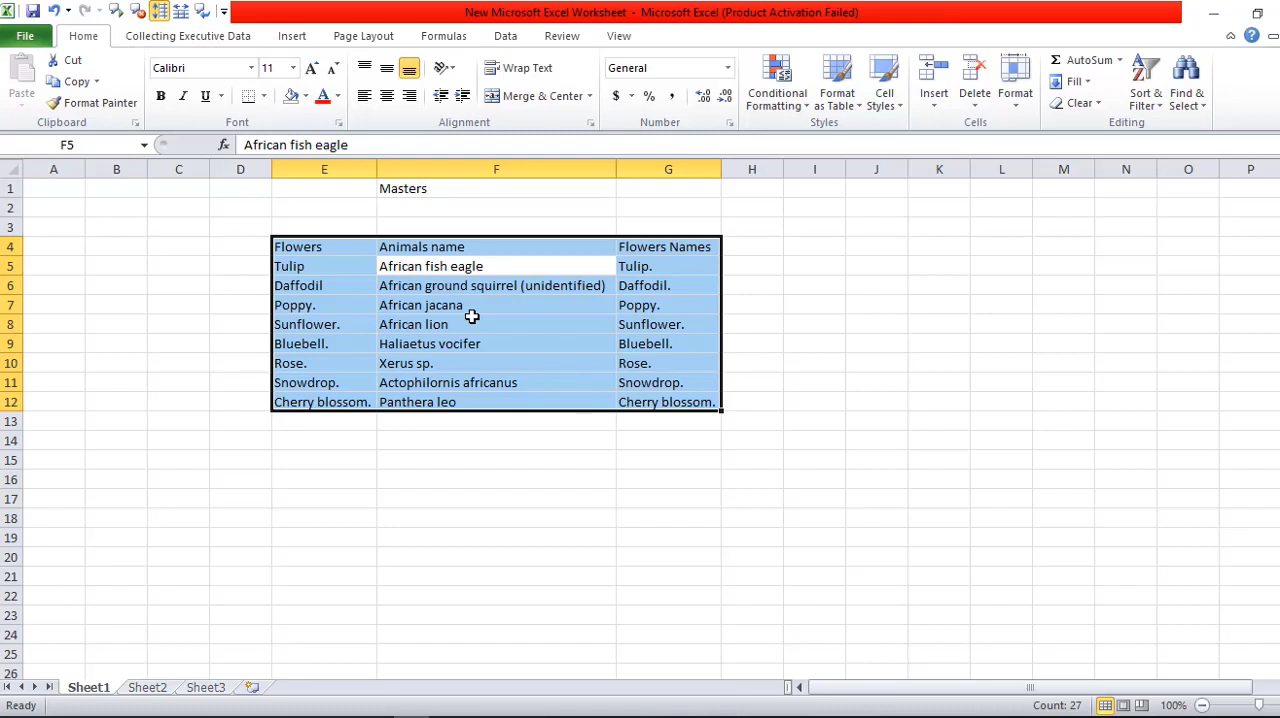 New Microsoft Excel Worksheet - Microsoft Excel (Product Activation Failed)
File Home Collecting Executive Data Insert Page Layout Formulas Data Review View
Cut Calibri 11 Wrap Text General AutoSum
Copy Fill
Paste Format Painter B I U Merge & Center $ % , Conditional Formatting Format as Table Cell Styles Insert Delete Format Clear Sort & Filter Find & Select
Clipboard Font Alignment Number Styles Cells Editing
F5 fx African fish eagle
A B C D E F G H I J K L M N O P
1 Masters
2
3
4 Flowers Animals name Flowers Names
5 Tulip African fish eagle Tulip.
6 Daffodil African ground squirrel (unidentified) Daffodil.
7 Poppy. African jacana Poppy.
8 Sunflower. African lion Sunflower.
9 Bluebell. Haliaetus vocifer Bluebell.
10 Rose. Xerus sp. Rose.
11 Snowdrop. Actophilornis africanus Snowdrop.
12 Cherry blossom. Panthera leo Cherry blossom.
13
14
15
16
17
18
19
20
21
22
23
24
25
26
Sheet1 Sheet2 Sheet3
Ready Count: 27 100%